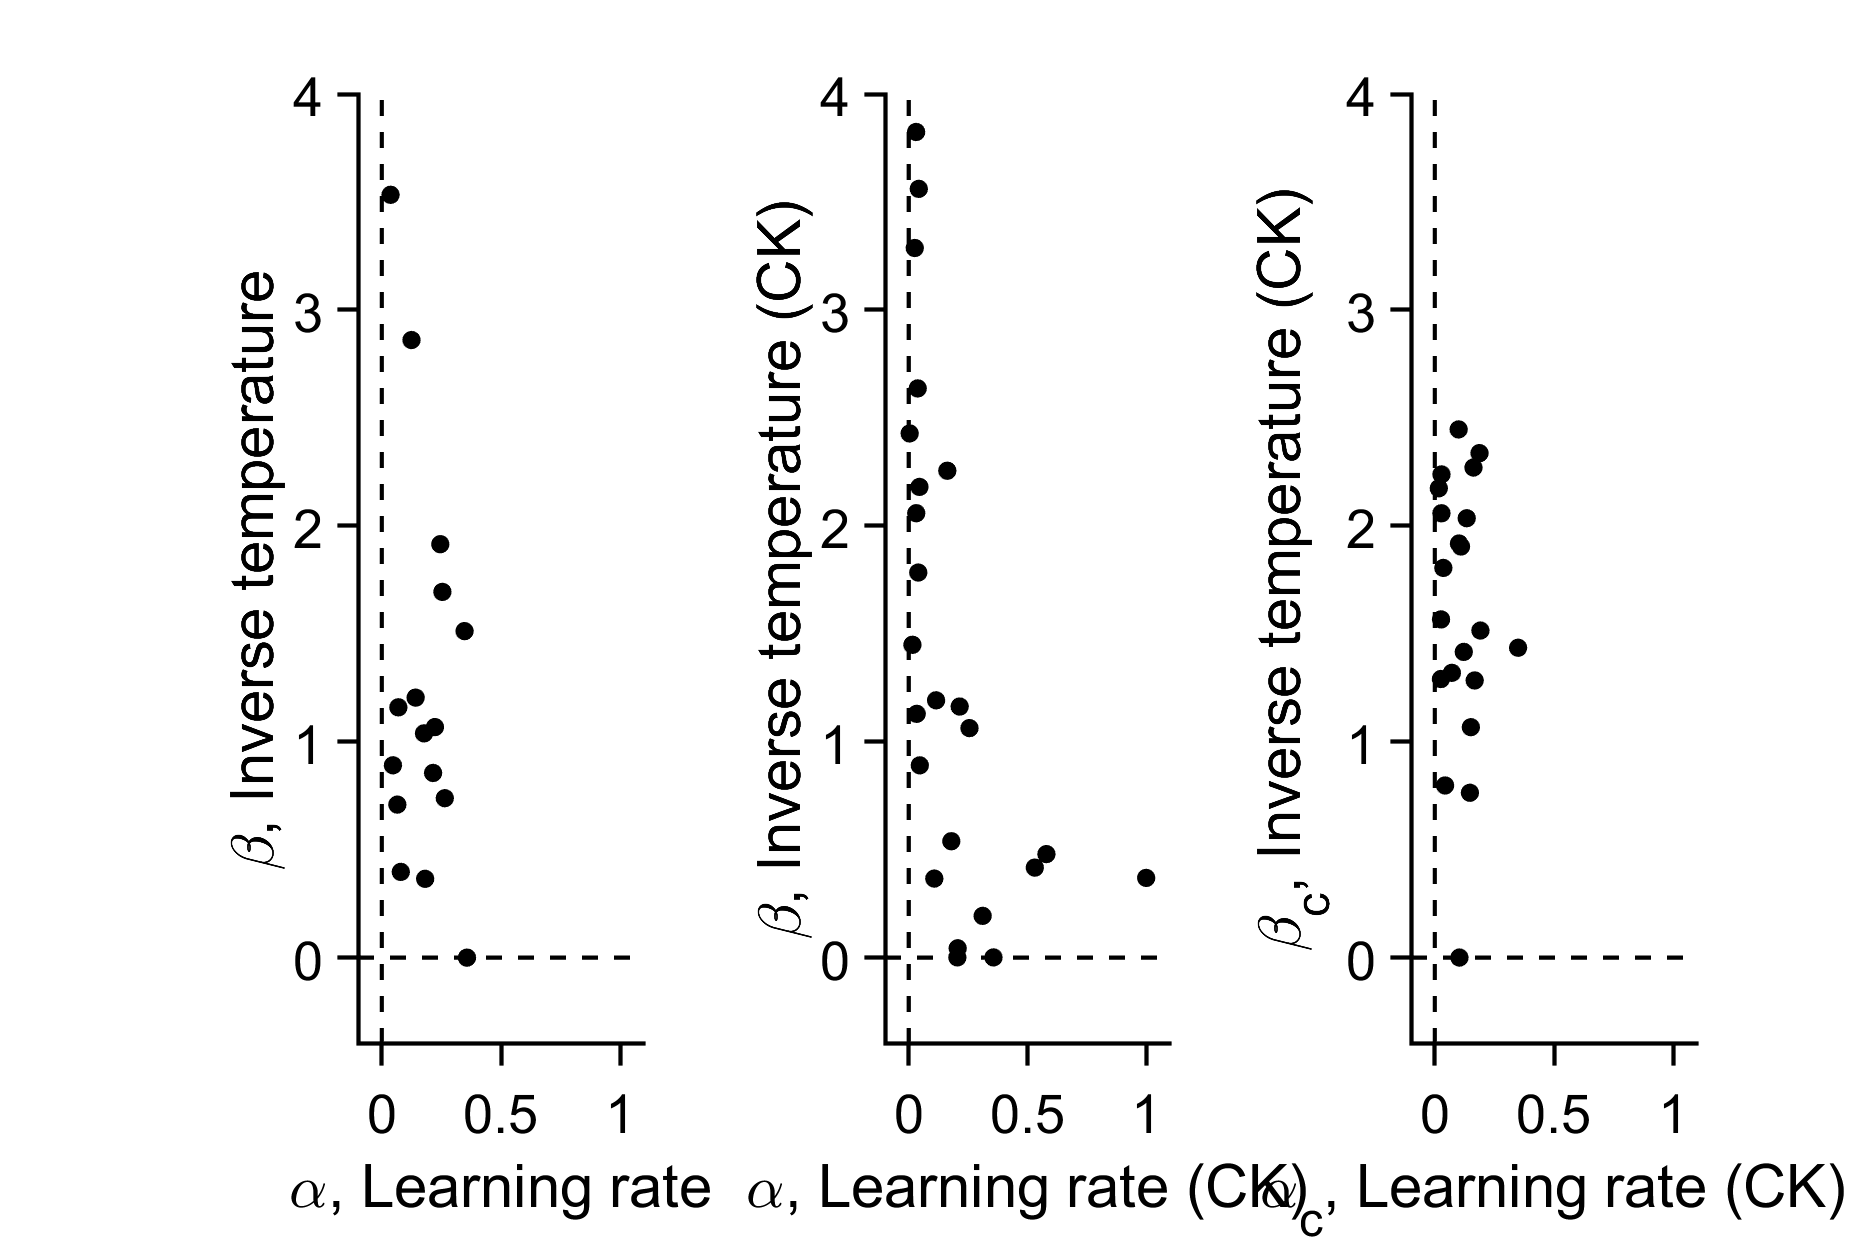 β, Inverse temperature
4
3
2
1
0
0 0.5 1
α, Learning rate
β, Inverse temperature (CK)
4
3
2
1
0
0 0.5 1
α, Learning rate (CK)
βc, Inverse temperature (CK)
4
3
2
1
0
0 0.5 1
αc, Learning rate (CK)